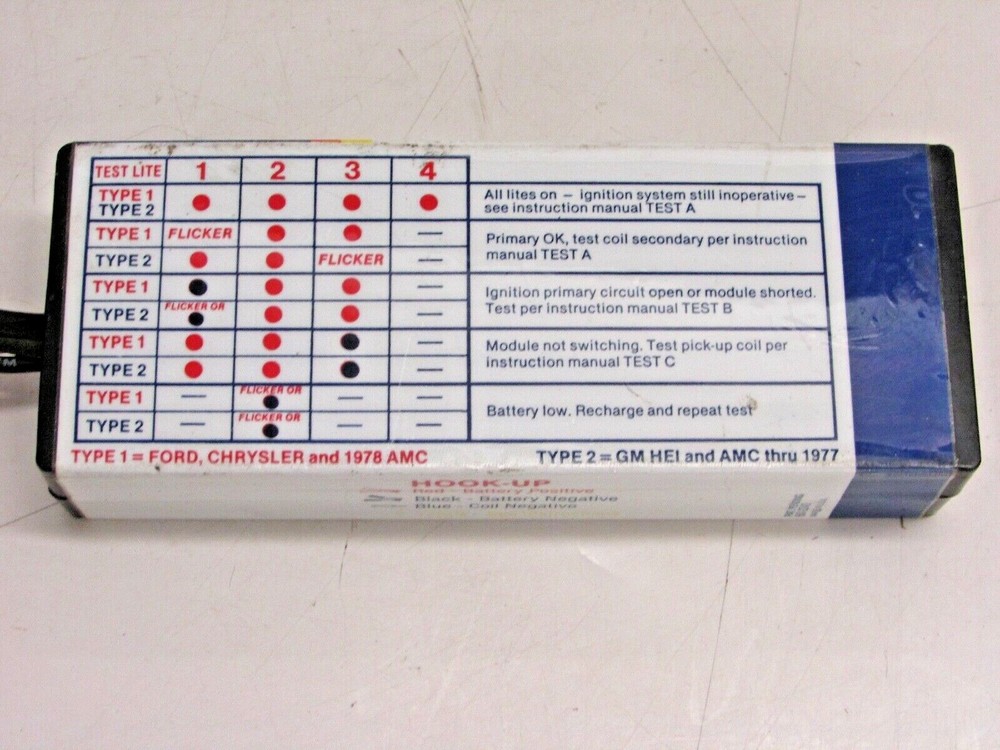 TEST LITE 1 2 3 4
TYPE 1
TYPE 2
All lites on – ignition system still inoperative –
see instruction manual TEST A
TYPE 1 FLICKER —
TYPE 2 FLICKER —
Primary OK, test coil secondary per instruction
manual TEST A
TYPE 1 —
TYPE 2 FLICKER OR —
Ignition primary circuit open or module shorted.
Test per instruction manual TEST B
TYPE 1 —
TYPE 2 —
Module not switching. Test pick-up coil per
instruction manual TEST C
TYPE 1 — FLICKER OR — —
TYPE 2 — FLICKER OR — —
Battery low. Recharge and repeat test
TYPE 1 = FORD, CHRYSLER and 1978 AMC TYPE 2 = GM HEI and AMC thru 1977
HOOK-UP
Red - Battery Positive
Black - Battery Negative
Blue - Coil Negative